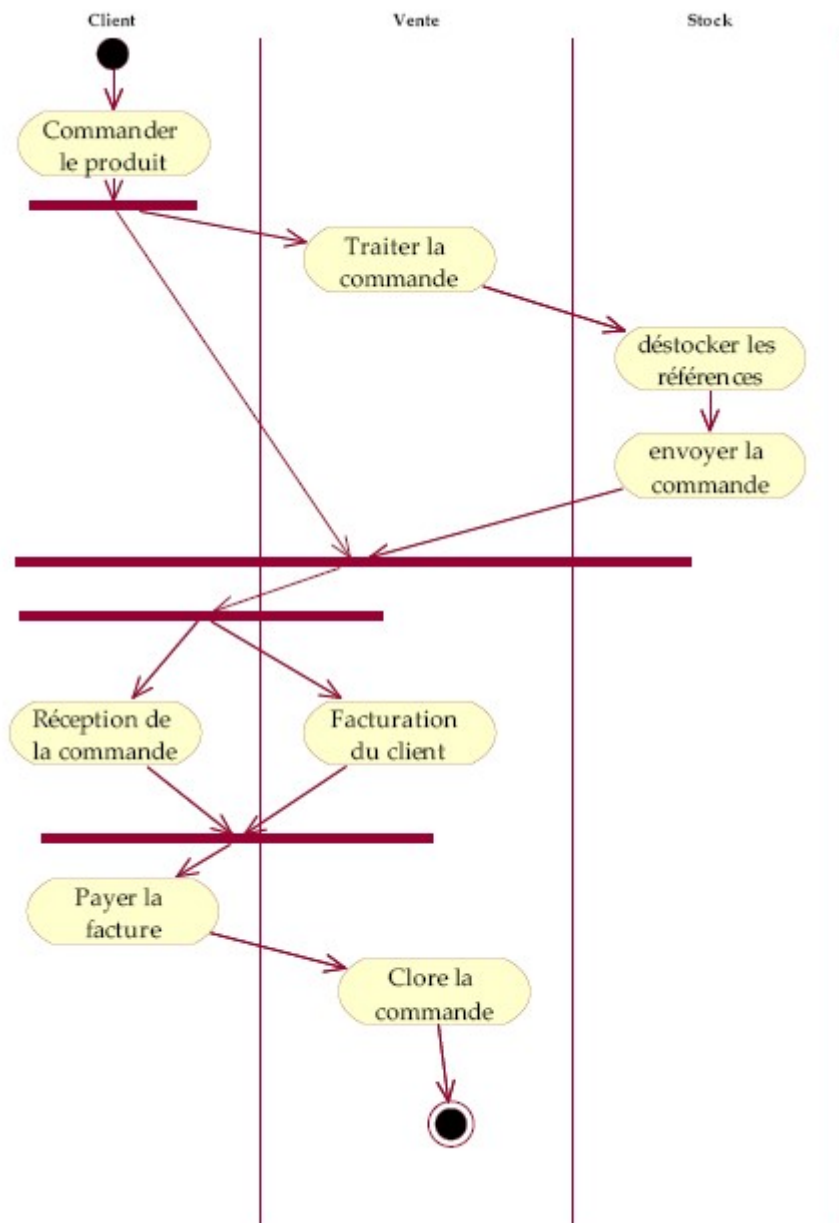 Client
Vente
Stock
Commander
le produit
Traiter la
commande
déstocker les
références
envoyer la
commande
Réception de
la commande
Facturation
du client
Payer la
facture
Clore la
commande